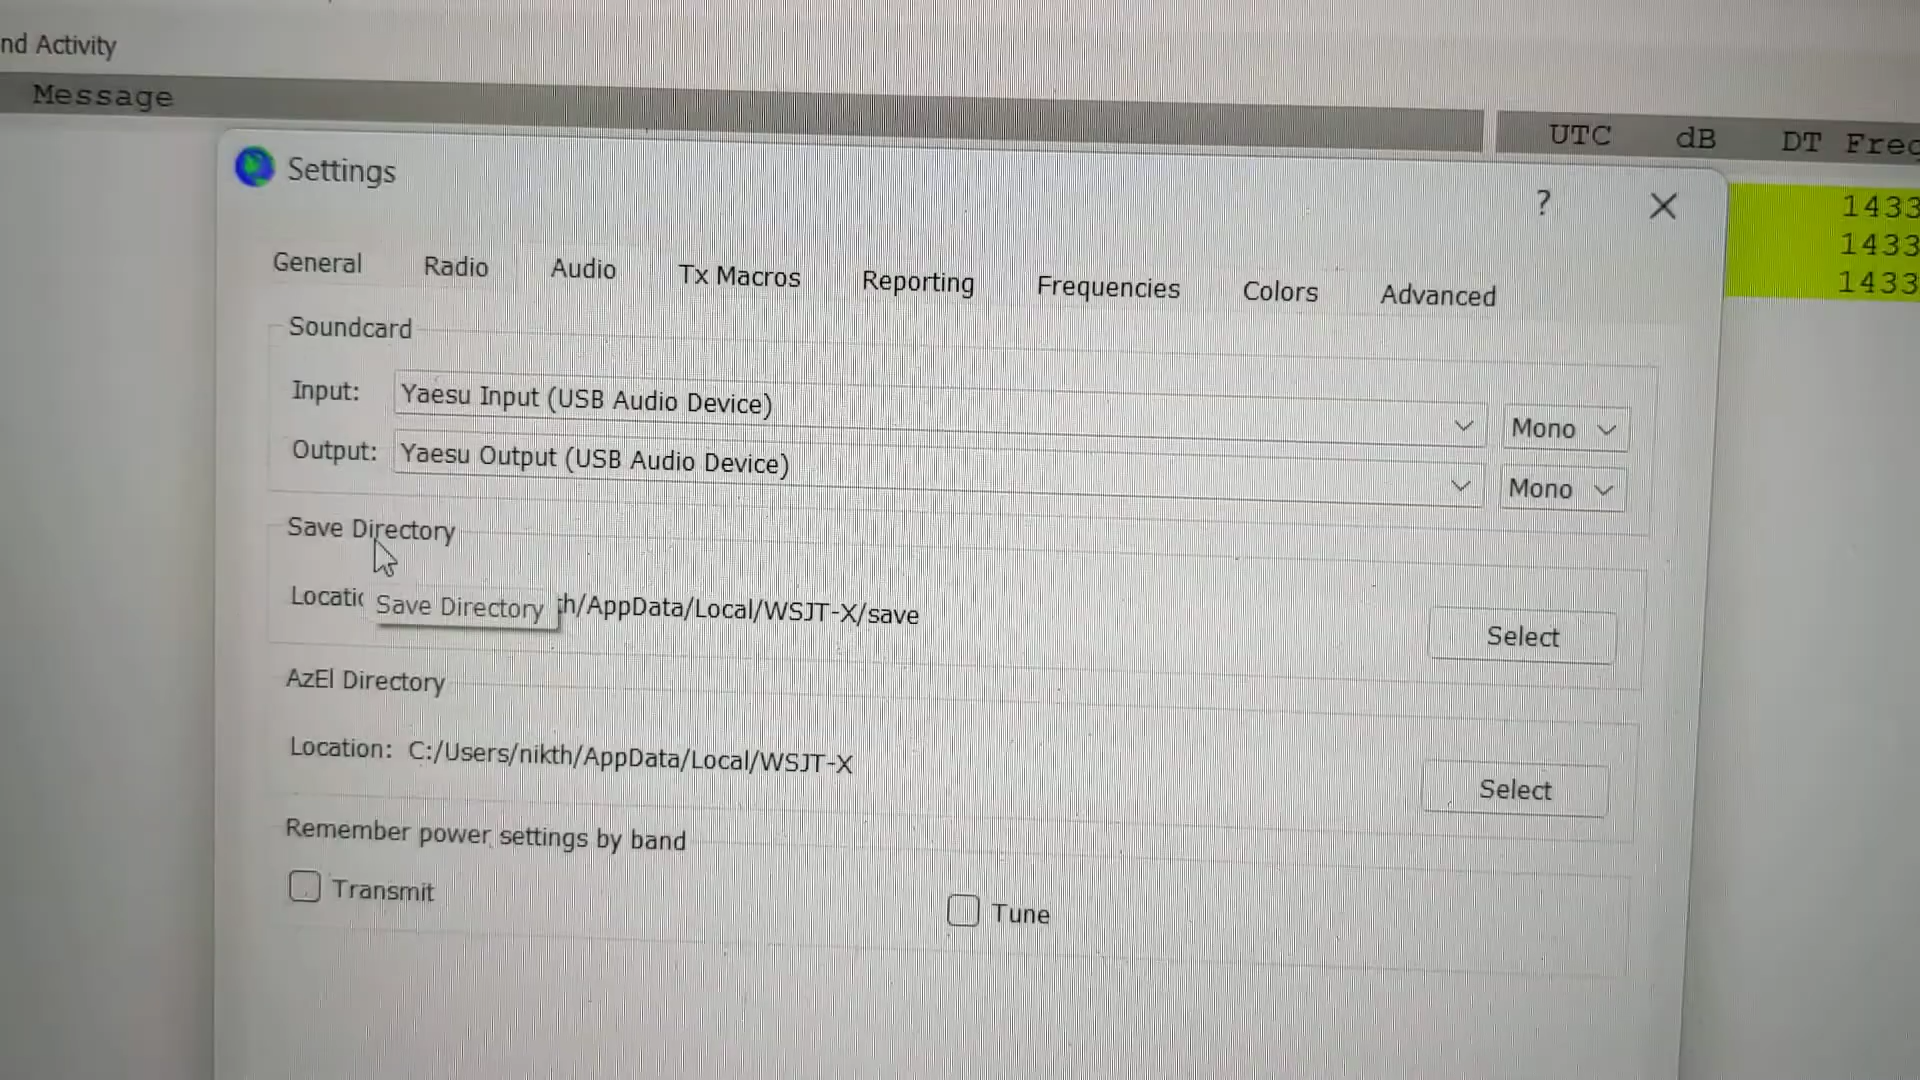 nd Activity
Message
UTC dB DT Freq
Settings
?
1433
1433
1433
General Radio Audio Tx Macros Reporting Frequencies Colors Advanced
Soundcard
Input: Yaesu Input (USB Audio Device) Mono
Output: Yaesu Output (USB Audio Device) Mono
Save Directory
Locatio Save Directory th/AppData/Local/WSJT-X/save Select
AzEl Directory
Location: C:/Users/nikth/AppData/Local/WSJT-X Select
Remember power settings by band
Transmit Tune